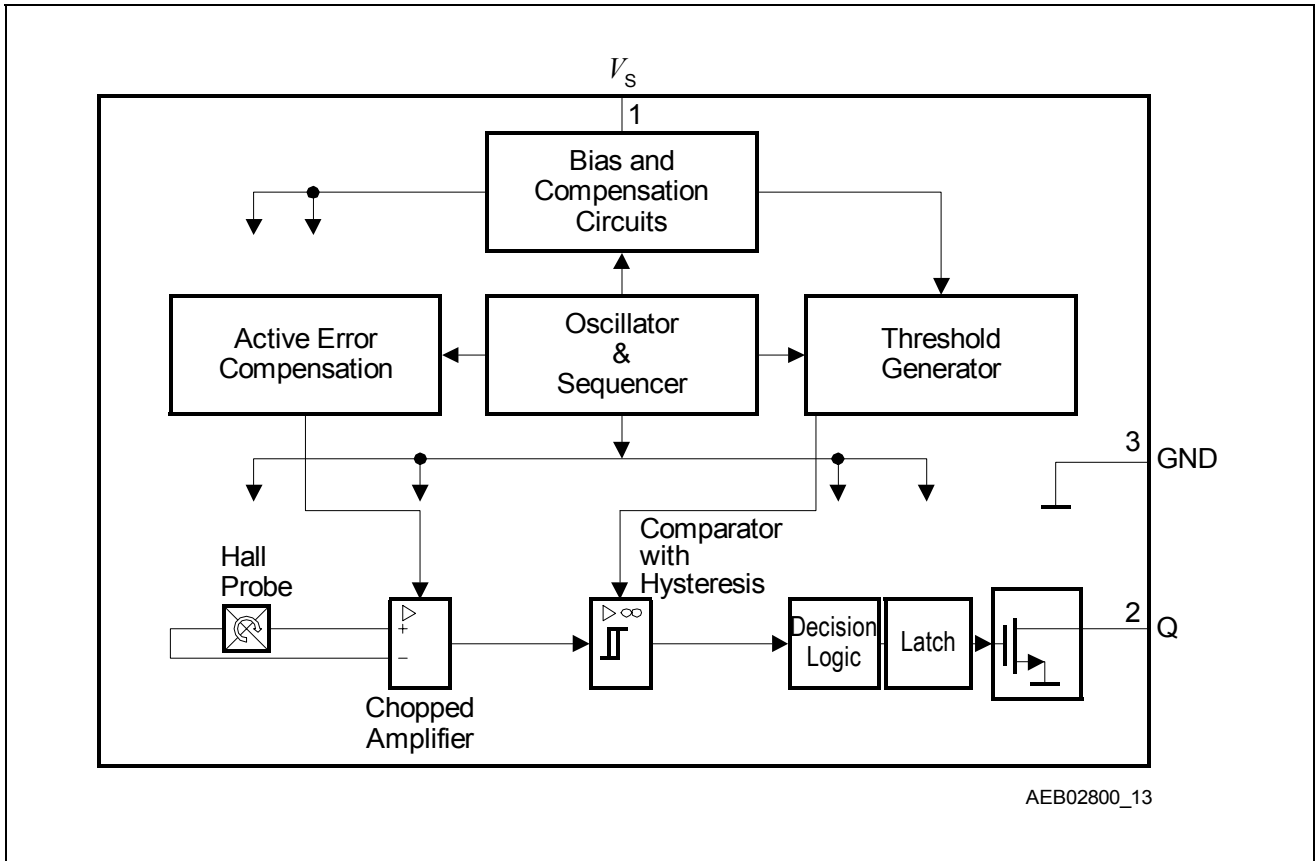 VS
1
Bias and
Compensation
Circuits
Active Error
Compensation
Oscillator
&
Sequencer
Threshold
Generator
3
GND
Comparator
with
Hysteresis
Hall
Probe
▷
+
−
▷ ∞
Decision
Logic
Latch
2
Q
Chopped
Amplifier
AEB02800_13